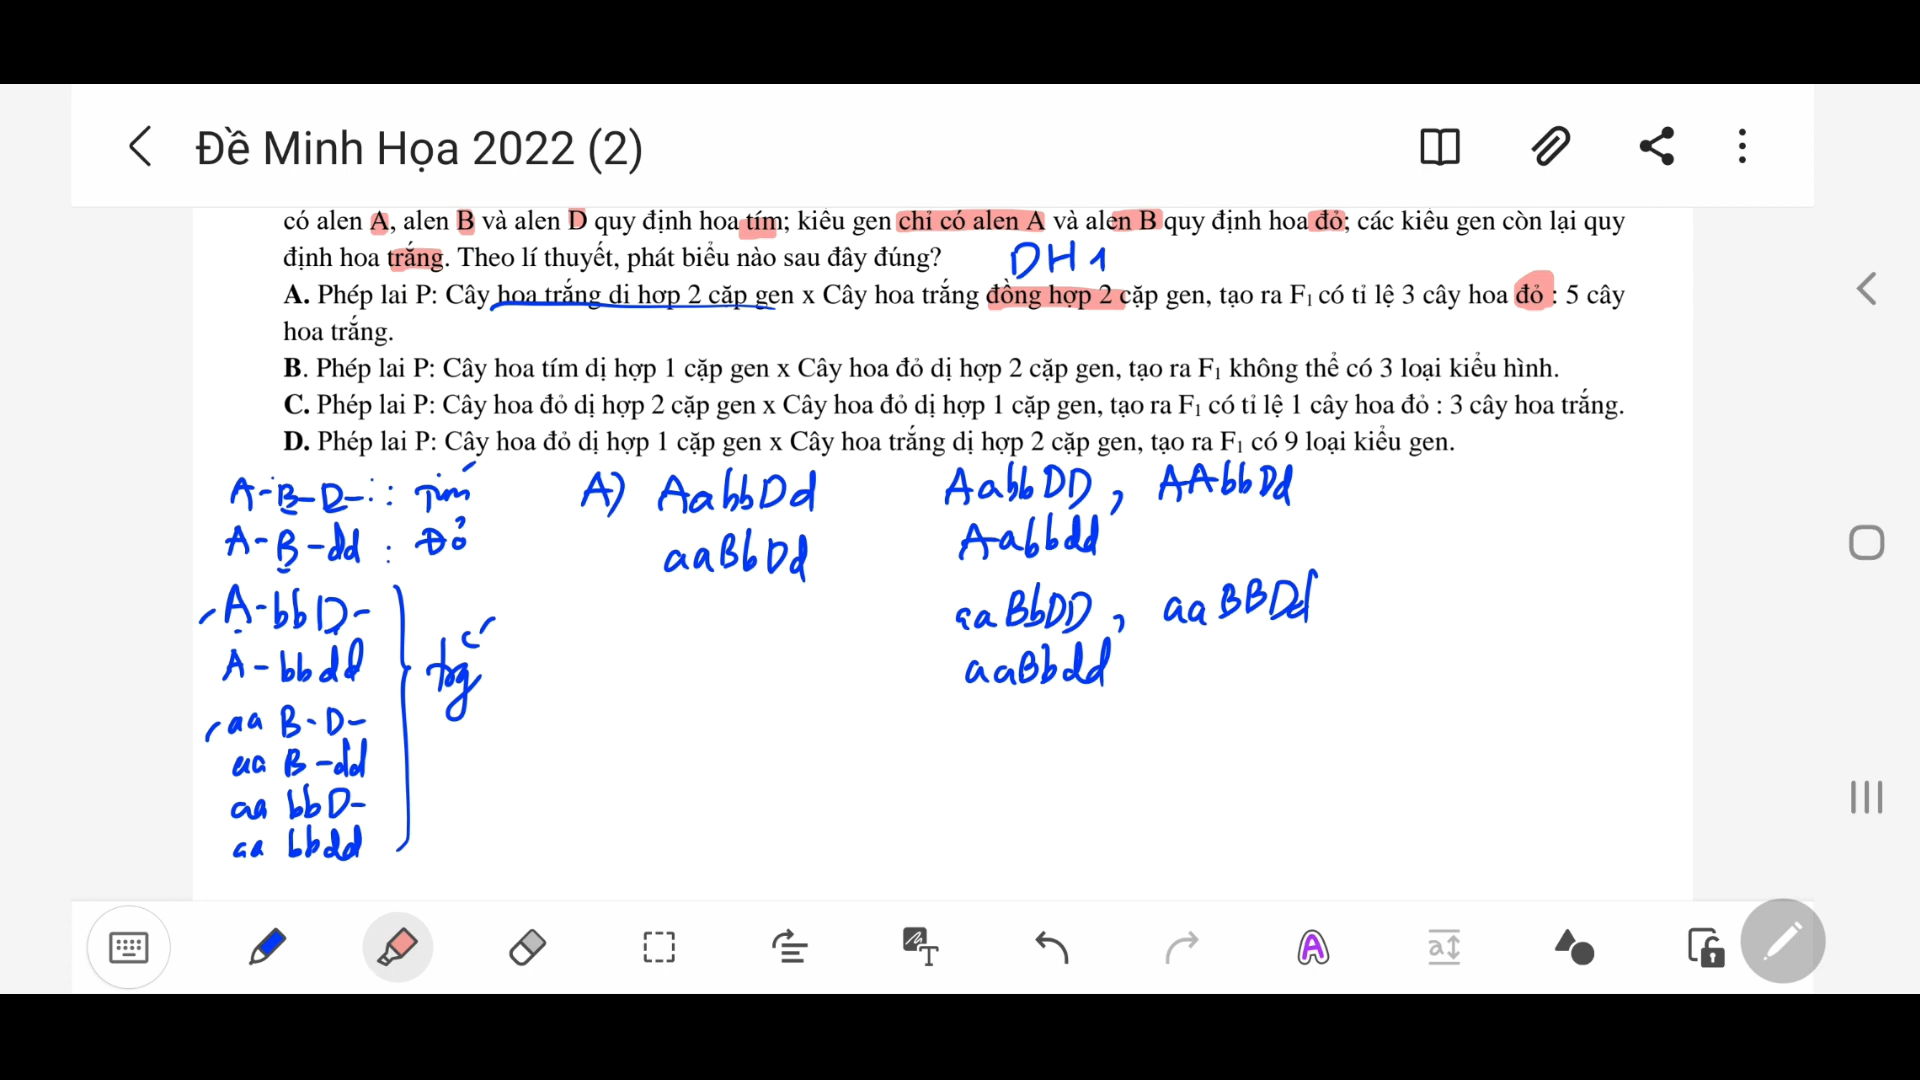 Đề Minh Họa 2022 (2)
có alen A, alen B và alen D quy định hoa tím; kiểu gen chỉ có alen A và alen B quy định hoa đỏ; các kiểu gen còn lại quy
định hoa trắng. Theo lí thuyết, phát biểu nào sau đây đúng?
DH1
A. Phép lai P: Cây hoa trắng dị hợp 2 cặp gen x Cây hoa trắng đồng hợp 2 cặp gen, tạo ra F₁ có tỉ lệ 3 cây hoa đỏ : 5 cây
hoa trắng.
B. Phép lai P: Cây hoa tím dị hợp 1 cặp gen x Cây hoa đỏ dị hợp 2 cặp gen, tạo ra F₁ không thể có 3 loại kiểu hình.
C. Phép lai P: Cây hoa đỏ dị hợp 2 cặp gen x Cây hoa đỏ dị hợp 1 cặp gen, tạo ra F₁ có tỉ lệ 1 cây hoa đỏ : 3 cây hoa trắng.
D. Phép lai P: Cây hoa đỏ dị hợp 1 cặp gen x Cây hoa trắng dị hợp 2 cặp gen, tạo ra F₁ có 9 loại kiểu gen.
A-B-D- : Tím
A-B-dd : Đỏ
A-bbD-
A-bbdd
aa B-D-
aa B-dd
aa bbD-
aa bbdd
trg
A) AabbDd
aaBbDd
AabbDD, AAbbDd
Aabbdd
aaBbDD, aaBBDd
aaBbdd